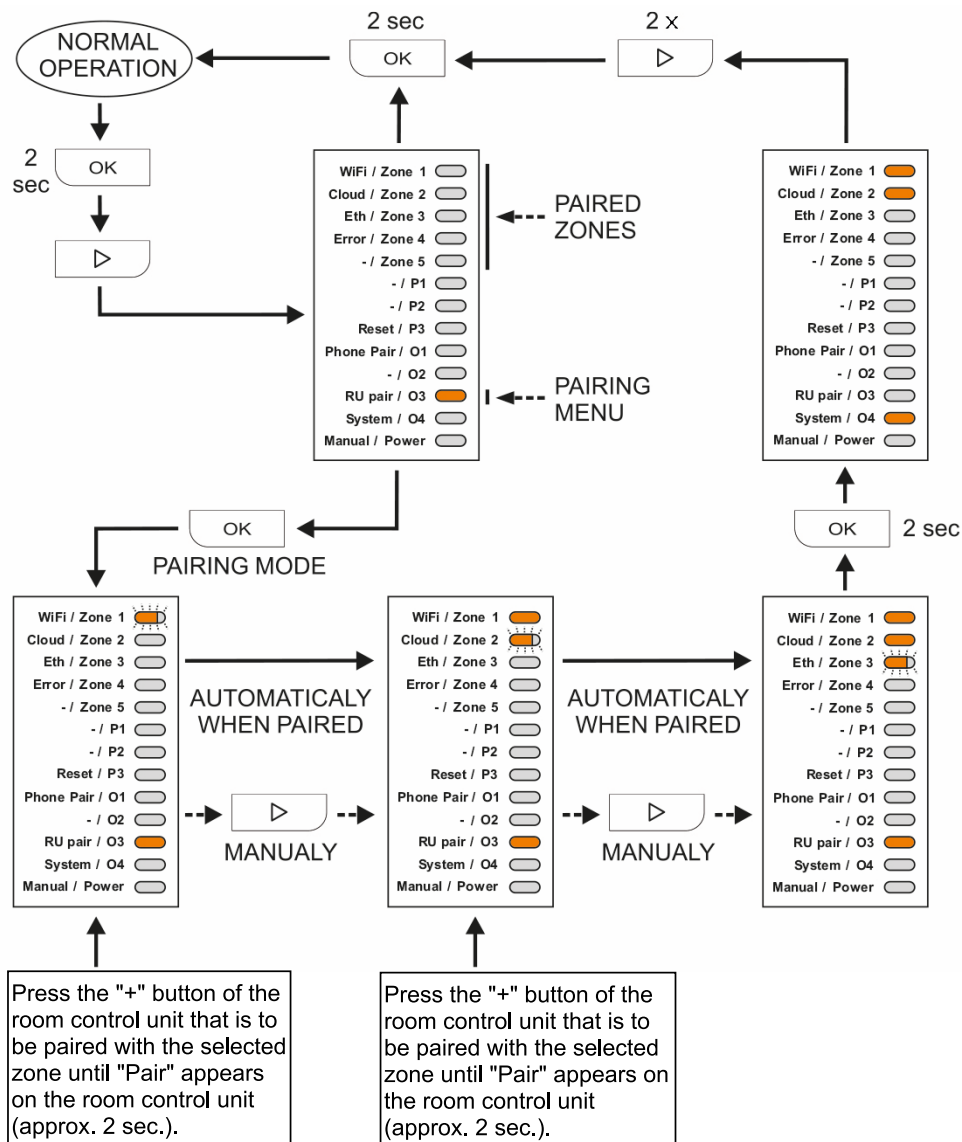 2 sec
2 x
NORMAL
OPERATION
OK
2
sec
OK
WiFi / Zone 1
Cloud / Zone 2
Eth / Zone 3
Error / Zone 4
- / Zone 5
- / P1
- / P2
Reset / P3
Phone Pair / O1
- / O2
RU pair / O3
System / O4
Manual / Power
PAIRED
ZONES
PAIRING
MENU
WiFi / Zone 1
Cloud / Zone 2
Eth / Zone 3
Error / Zone 4
- / Zone 5
- / P1
- / P2
Reset / P3
Phone Pair / O1
- / O2
RU pair / O3
System / O4
Manual / Power
OK
PAIRING MODE
OK
2 sec
WiFi / Zone 1
Cloud / Zone 2
Eth / Zone 3
Error / Zone 4
- / Zone 5
- / P1
- / P2
Reset / P3
Phone Pair / O1
- / O2
RU pair / O3
System / O4
Manual / Power
AUTOMATICALY
WHEN PAIRED
MANUALY
WiFi / Zone 1
Cloud / Zone 2
Eth / Zone 3
Error / Zone 4
- / Zone 5
- / P1
- / P2
Reset / P3
Phone Pair / O1
- / O2
RU pair / O3
System / O4
Manual / Power
AUTOMATICALY
WHEN PAIRED
MANUALY
WiFi / Zone 1
Cloud / Zone 2
Eth / Zone 3
Error / Zone 4
- / Zone 5
- / P1
- / P2
Reset / P3
Phone Pair / O1
- / O2
RU pair / O3
System / O4
Manual / Power
Press the "+" button of the
room control unit that is to
be paired with the selected
zone until "Pair" appears
on the room control unit
(approx. 2 sec.).
Press the "+" button of the
room control unit that is to
be paired with the selected
zone until "Pair" appears on
the room control unit
(approx. 2 sec.).